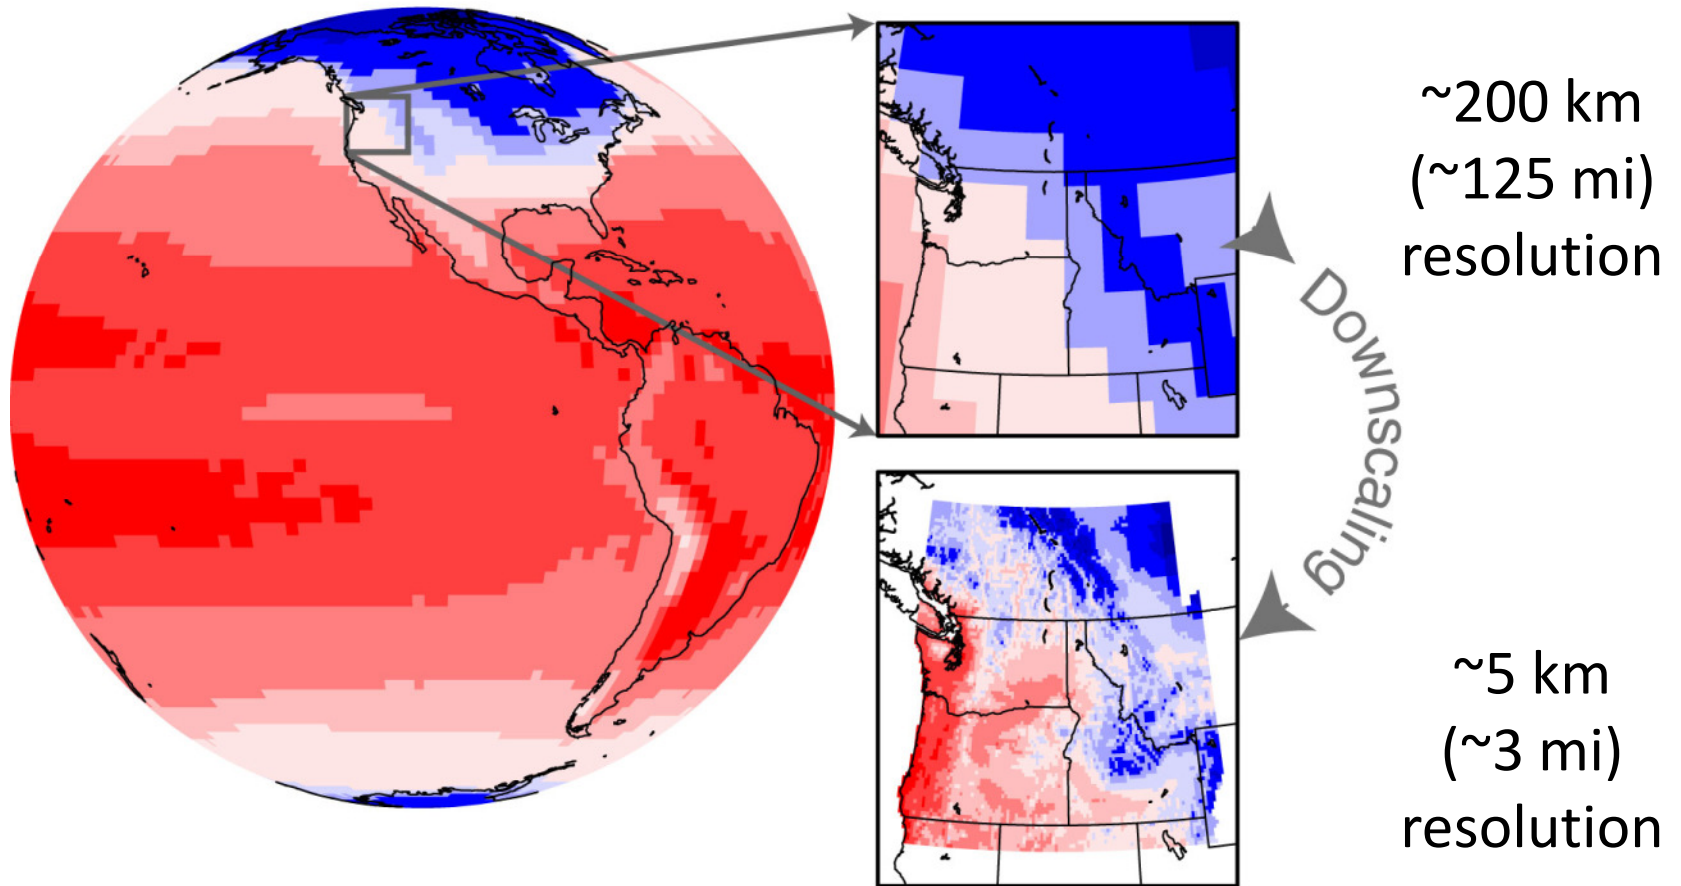 ~200 km
(~125 mi)
resolution
Downscaling
~5 km
(~3 mi)
resolution